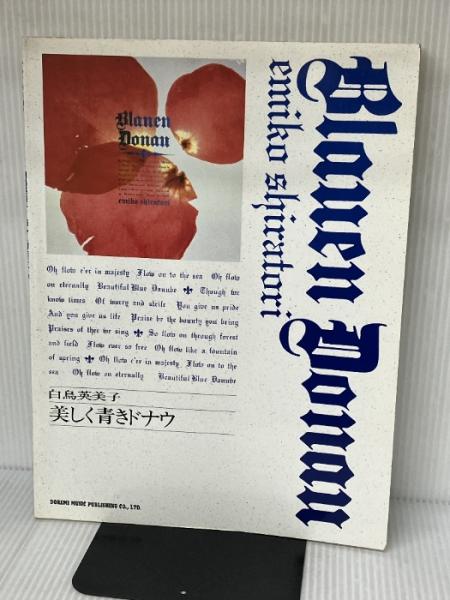 Blauen Donau
emiko shiratori
Blauen
Donau
emiko shiratori
Oh flow e'er in majesty Flow on to the sea Oh flow
on eternally Beautiful Blue Danube Though we
know times Of worry and strife You give us pride
And you give us life Praise be the bounty you bring
Praises of thee we sing So flow on through forest
and field Flow ever so free Oh flow like a fountain
of spring Oh flow e'er in majesty Flow on to the
sea Oh flow on eternally Beautiful Blue Danube
白鳥英美子
美しく青きドナウ
DOREMI MUSIC PUBLISHING CO., LTD.